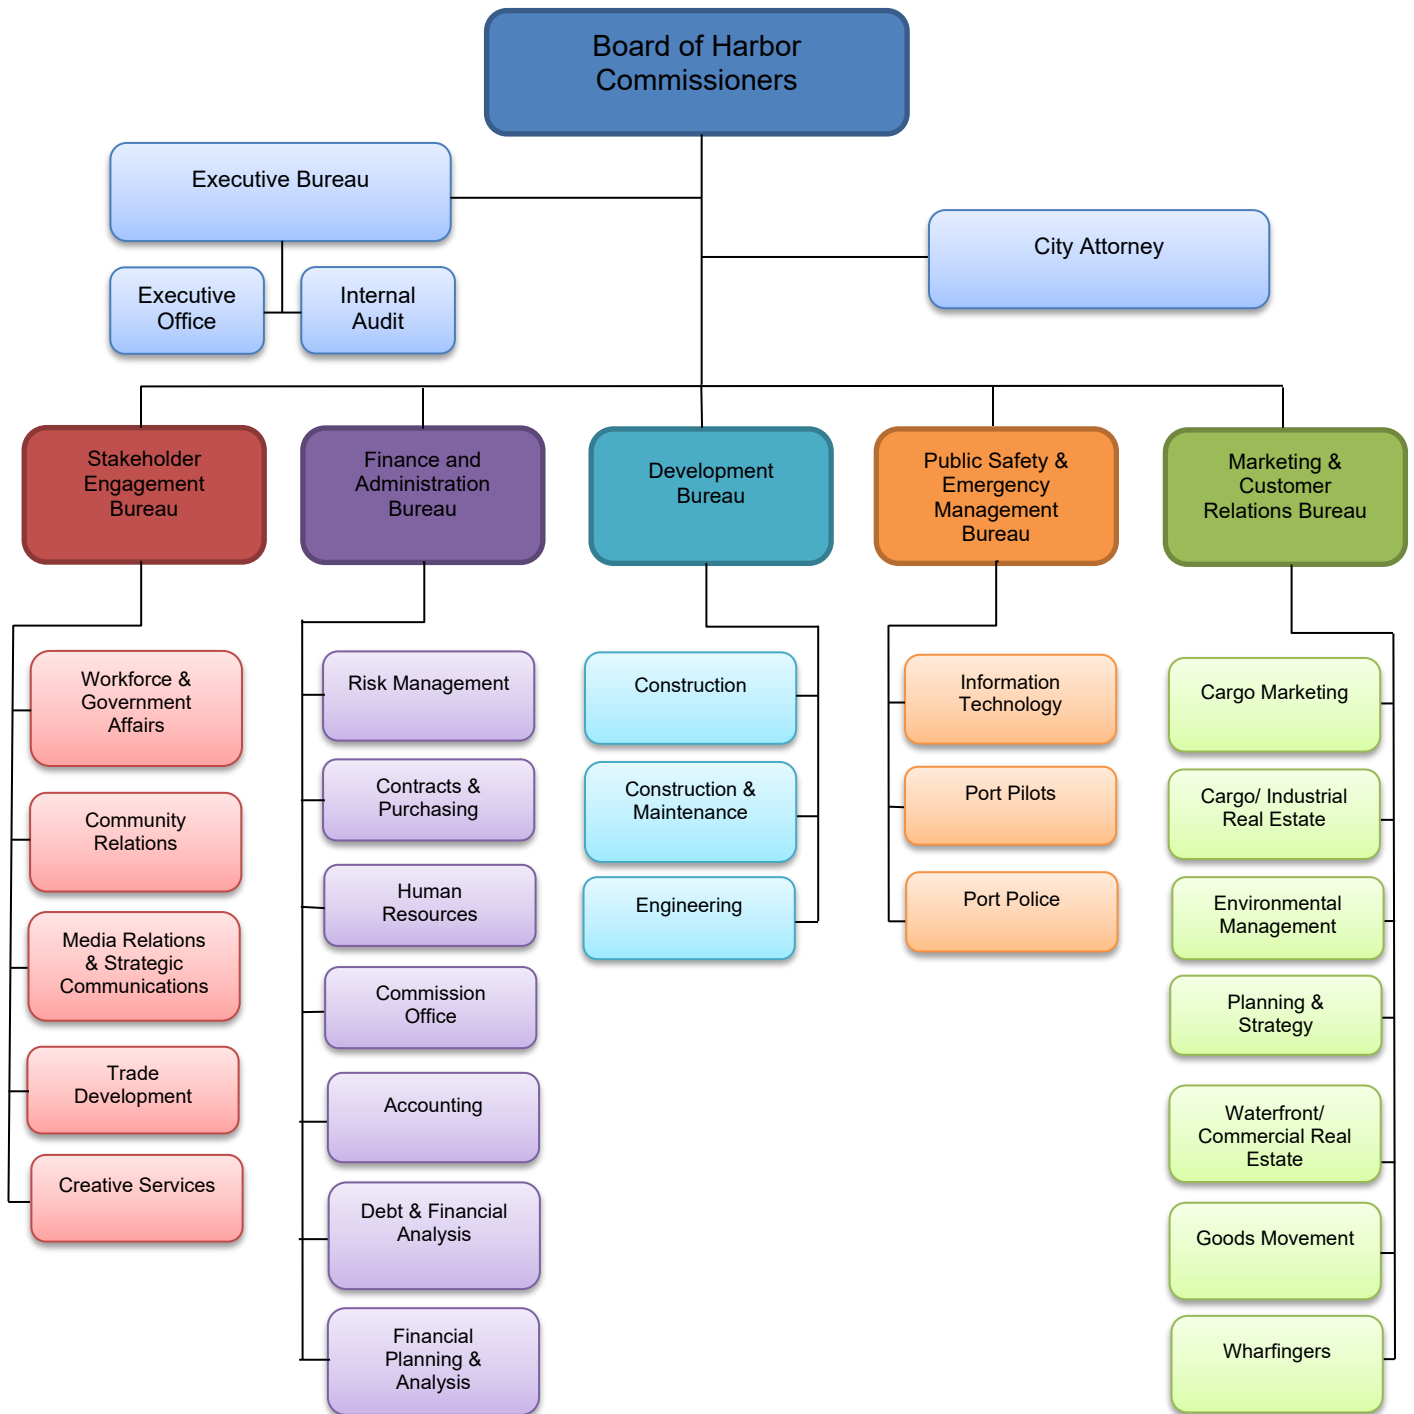 Board of Harbor
Commissioners
Executive Bureau
City Attorney
Executive
Office
Internal
Audit
Stakeholder
Engagement
Bureau
Finance and
Administration
Bureau
Development
Bureau
Public Safety &
Emergency
Management
Bureau
Marketing &
Customer
Relations Bureau
Workforce &
Government
Affairs
Community
Relations
Media Relations
& Strategic
Communications
Trade
Development
Creative Services
Risk Management
Contracts &
Purchasing
Human
Resources
Commission
Office
Accounting
Debt & Financial
Analysis
Financial
Planning &
Analysis
Construction
Construction &
Maintenance
Engineering
Information
Technology
Port Pilots
Port Police
Cargo Marketing
Cargo/ Industrial
Real Estate
Environmental
Management
Planning &
Strategy
Waterfront/
Commercial Real
Estate
Goods Movement
Wharfingers